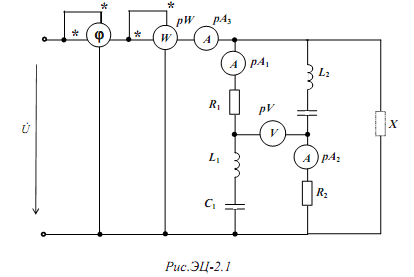 * * pW pA₃
* φ * W A
A pA₁
L₂
R₁
pV
X
U̇
V
L₁
A pA₂
C₁
R₂
Рис.ЭЦ-2.1